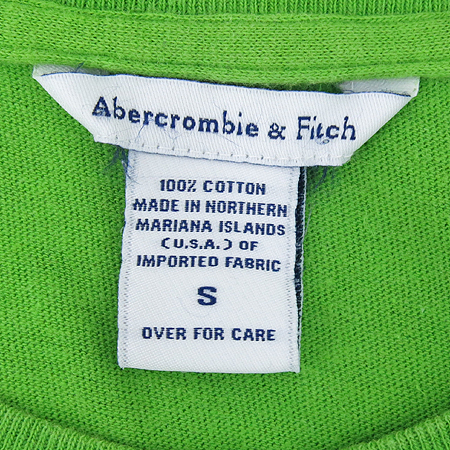 Abercrombie & Fitch
100% COTTON
MADE IN NORTHERN
MARIANA ISLANDS
(U.S.A.) OF
IMPORTED FABRIC
S
OVER FOR CARE